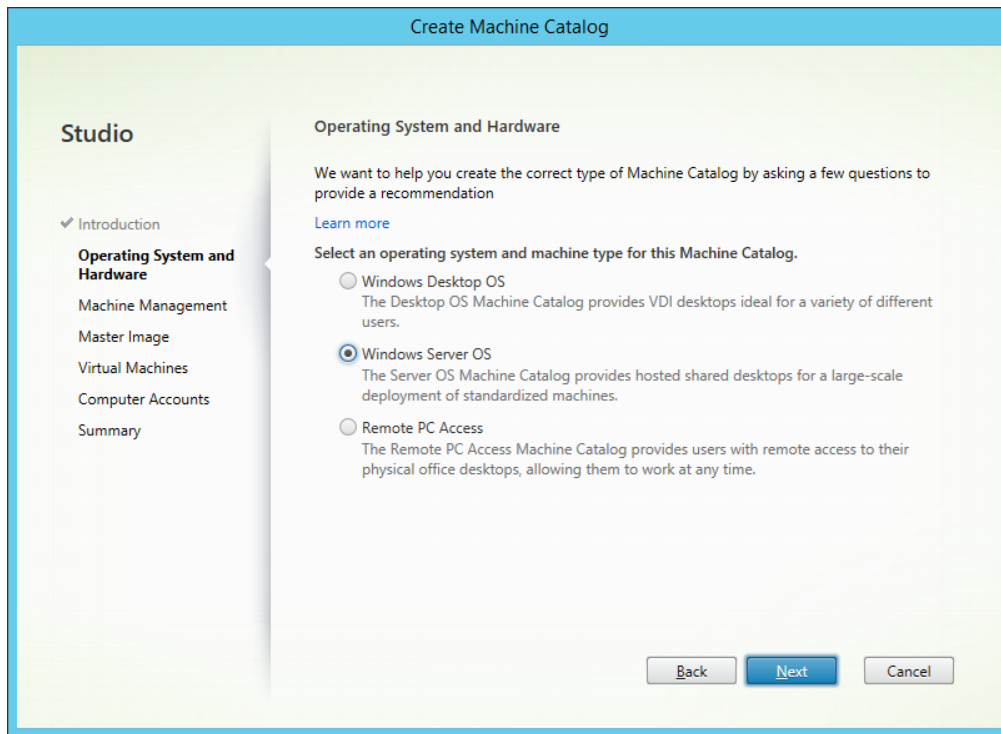 Create Machine Catalog
Studio
Introduction
Operating System and
Hardware
Machine Management
Master Image
Virtual Machines
Computer Accounts
Summary
Operating System and Hardware
We want to help you create the correct type of Machine Catalog by asking a few questions to
provide a recommendation
Learn more
Select an operating system and machine type for this Machine Catalog.
Windows Desktop OS
The Desktop OS Machine Catalog provides VDI desktops ideal for a variety of different
users.
Windows Server OS
The Server OS Machine Catalog provides hosted shared desktops for a large-scale
deployment of standardized machines.
Remote PC Access
The Remote PC Access Machine Catalog provides users with remote access to their
physical office desktops, allowing them to work at any time.
Back
Next
Cancel